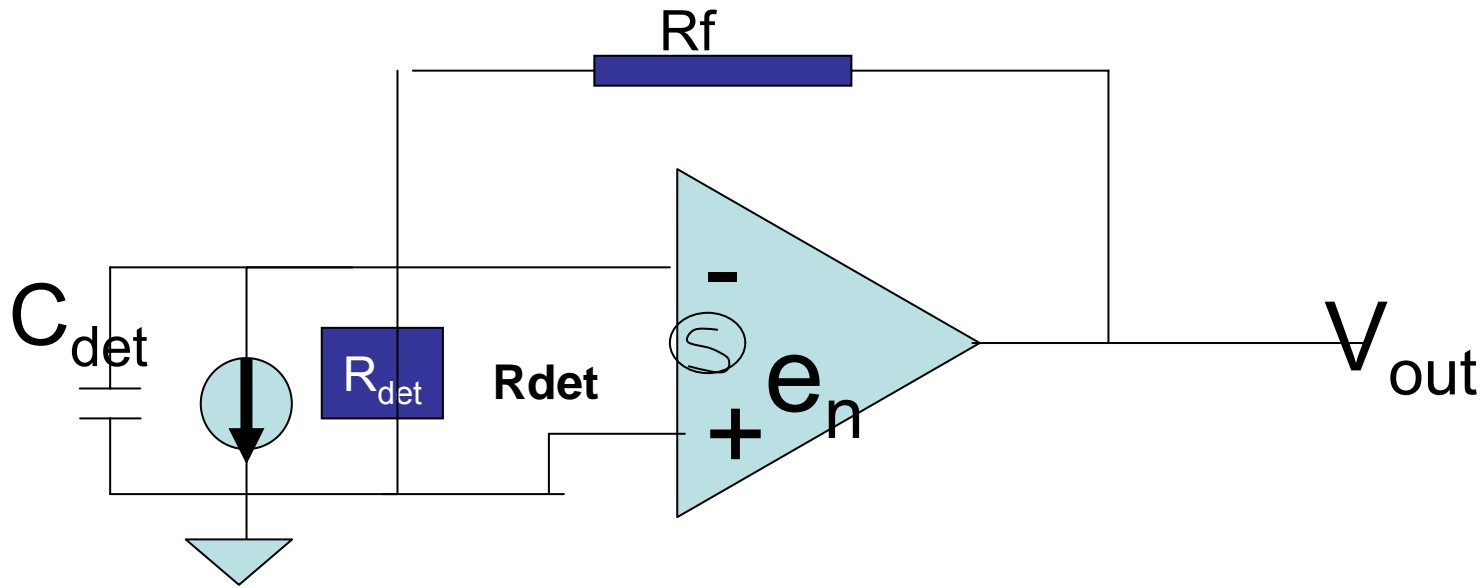 Rf
-
C_det
R_det
Rdet
e_n
+
V_out